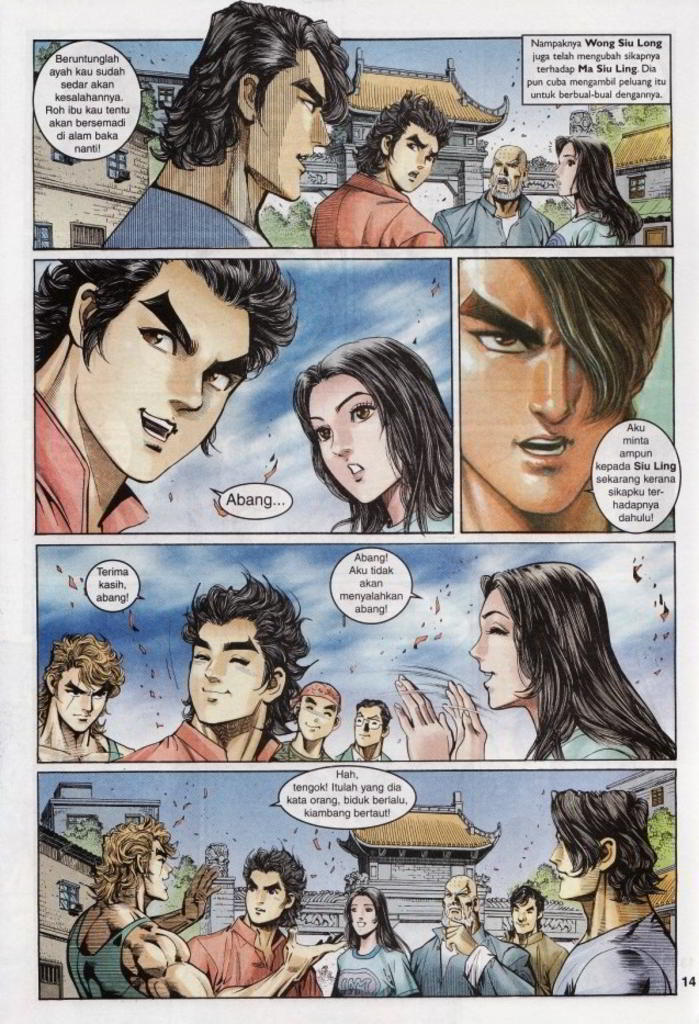 Beruntunglah
ayah kau sudah
sedar akan
kesalahannya.
Roh ibu kau tentu
akan bersemadi
di alam baka
nanti!
Nampaknya Wong Siu Long
juga telah mengubah sikapnya
terhadap Ma Siu Ling. Dia
pun cuba mengambil peluang itu
untuk berbual-bual dengannya.
Abang...
Aku
minta
ampun
kepada Siu Ling
sekarang kerana
sikapku ter-
hadapnya
dahulu!
Terima
kasih,
abang!
Abang!
Aku tidak
akan
menyalahkan
abang!
Hah,
tengok! Itulah yang dia
kata orang, biduk berlalu,
kiambang bertaut!
14